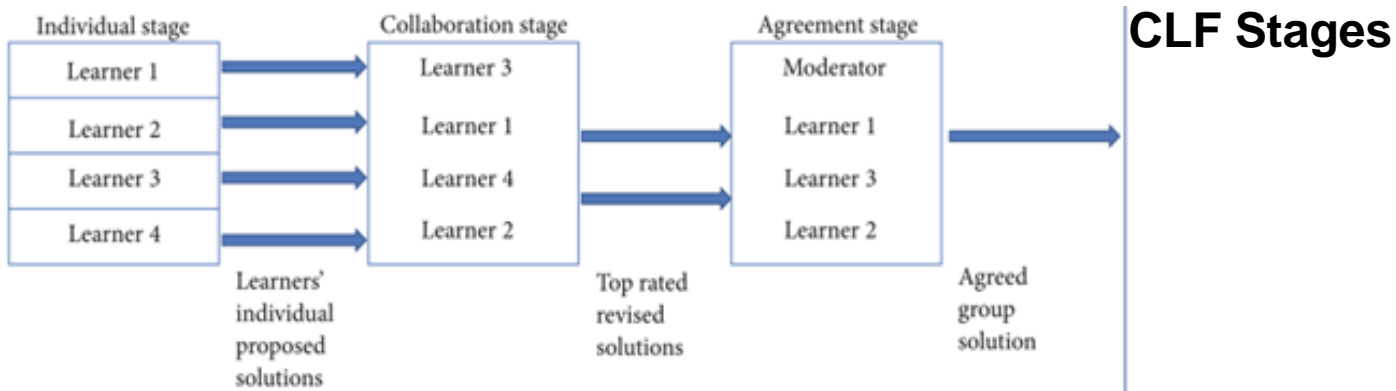 CLF Stages
Individual stage
Learner 1
Learner 2
Learner 3
Learner 4
Learners'
individual
proposed
solutions
Collaboration stage
Learner 3
Learner 1
Learner 4
Learner 2
Top rated
revised
solutions
Agreement stage
Moderator
Learner 1
Learner 3
Learner 2
Agreed
group
solution